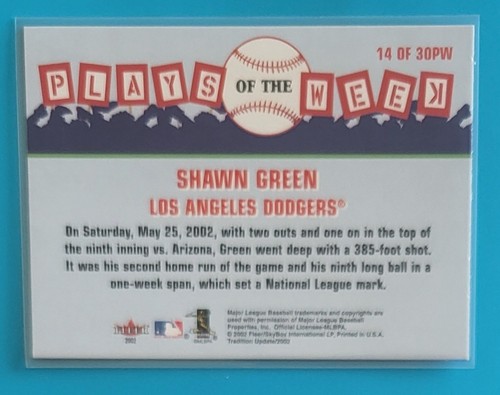 14 OF 30PW
PLAYS OF THE WEEK
SHAWN GREEN
LOS ANGELES DODGERS®
On Saturday, May 25, 2002, with two outs and one on in the top of
the ninth inning vs. Arizona, Green went deep with a 385-foot shot.
It was his second home run of the game and his ninth long ball in a
one-week span, which set a National League mark.
Major League Baseball trademarks and copyrights are
used with permission of Major League Baseball
Properties, Inc. Official Licensee-MLBPA.
© 2002 Fleer/SkyBox International LP. Printed in U.S.A.
Tradition Update/2002
Fleer
2002